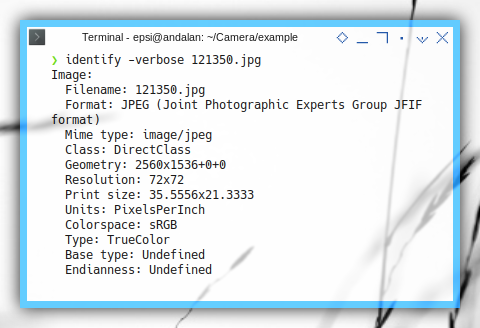 Terminal - epsi@andalan: ~/Camera/example
❯ identify -verbose 121350.jpg
Image:
  Filename: 121350.jpg
  Format: JPEG (Joint Photographic Experts Group JFIF
format)
  Mime type: image/jpeg
  Class: DirectClass
  Geometry: 2560x1536+0+0
  Resolution: 72x72
  Print size: 35.5556x21.3333
  Units: PixelsPerInch
  Colorspace: sRGB
  Type: TrueColor
  Base type: Undefined
  Endianness: Undefined